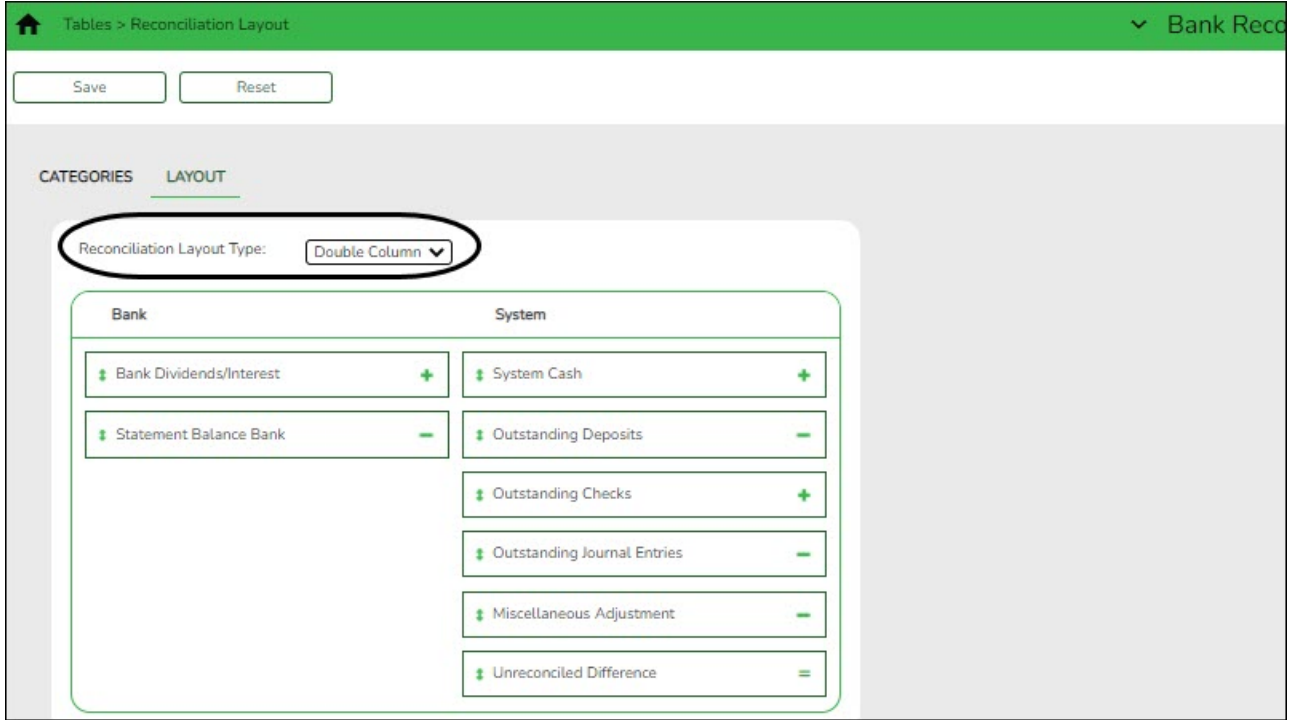 Tables > Reconciliation Layout
Bank Reco
Save Reset
CATEGORIES LAYOUT
Reconciliation Layout Type: Double Column
Bank System
Bank Dividends/Interest + System Cash +
Statement Balance Bank - Outstanding Deposits -
Outstanding Checks +
Outstanding Journal Entries -
Miscellaneous Adjustment -
Unreconciled Difference =